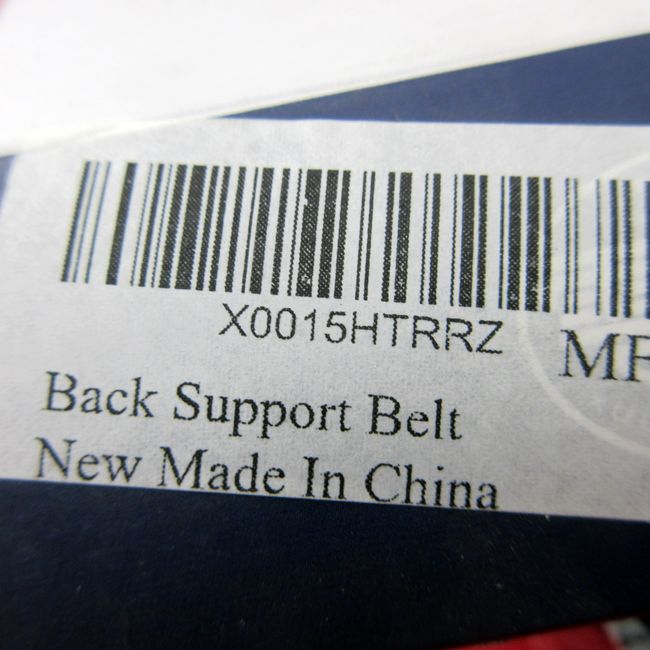 X0015HTRRZ
Back Support Belt
New Made In China